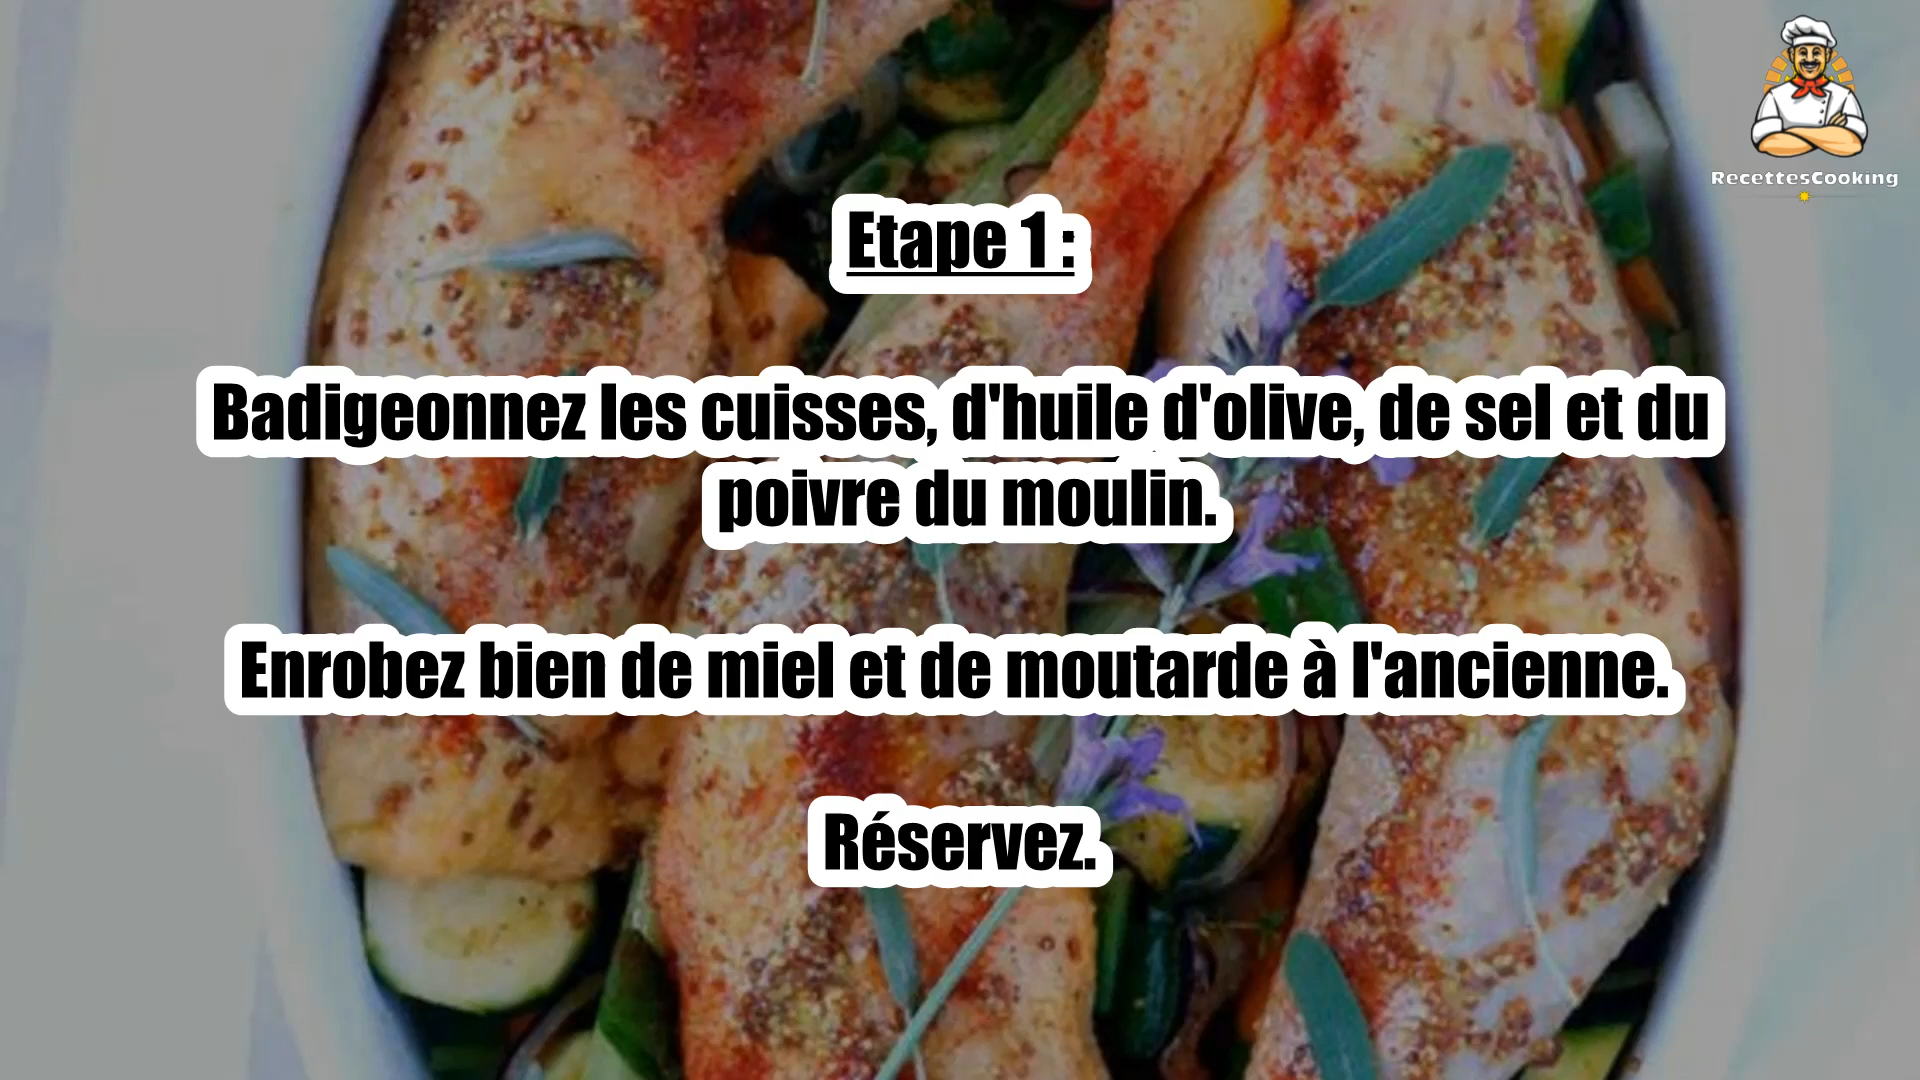 RecettesCooking
Etape 1 :
Badigeonnez les cuisses, d'huile d'olive, de sel et du
poivre du moulin.
Enrobez bien de miel et de moutarde à l'ancienne.
Réservez.